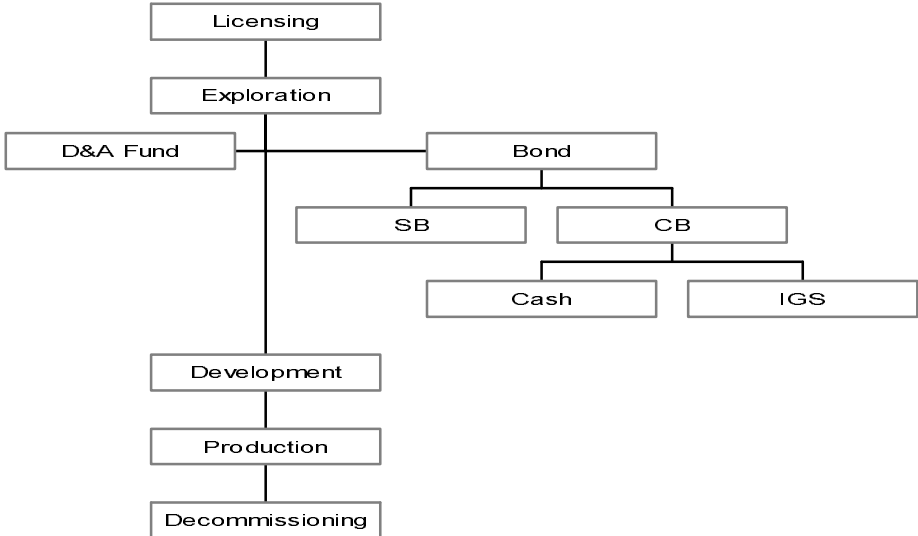 Licensing
Exploration
D&A Fund
Bond
SB
CB
Cash
IGS
Development
Production
Decommissioning